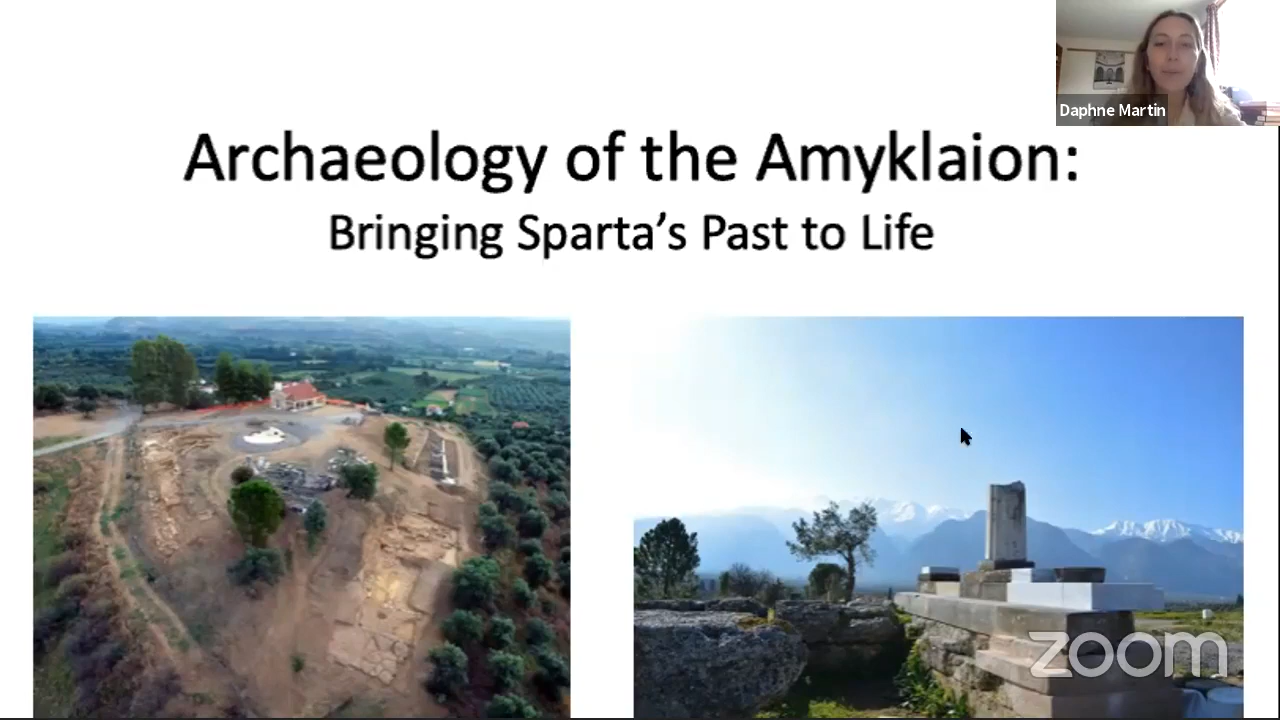 Daphne Martin
Archaeology of the Amyklaion:
Bringing Sparta's Past to Life
zoom